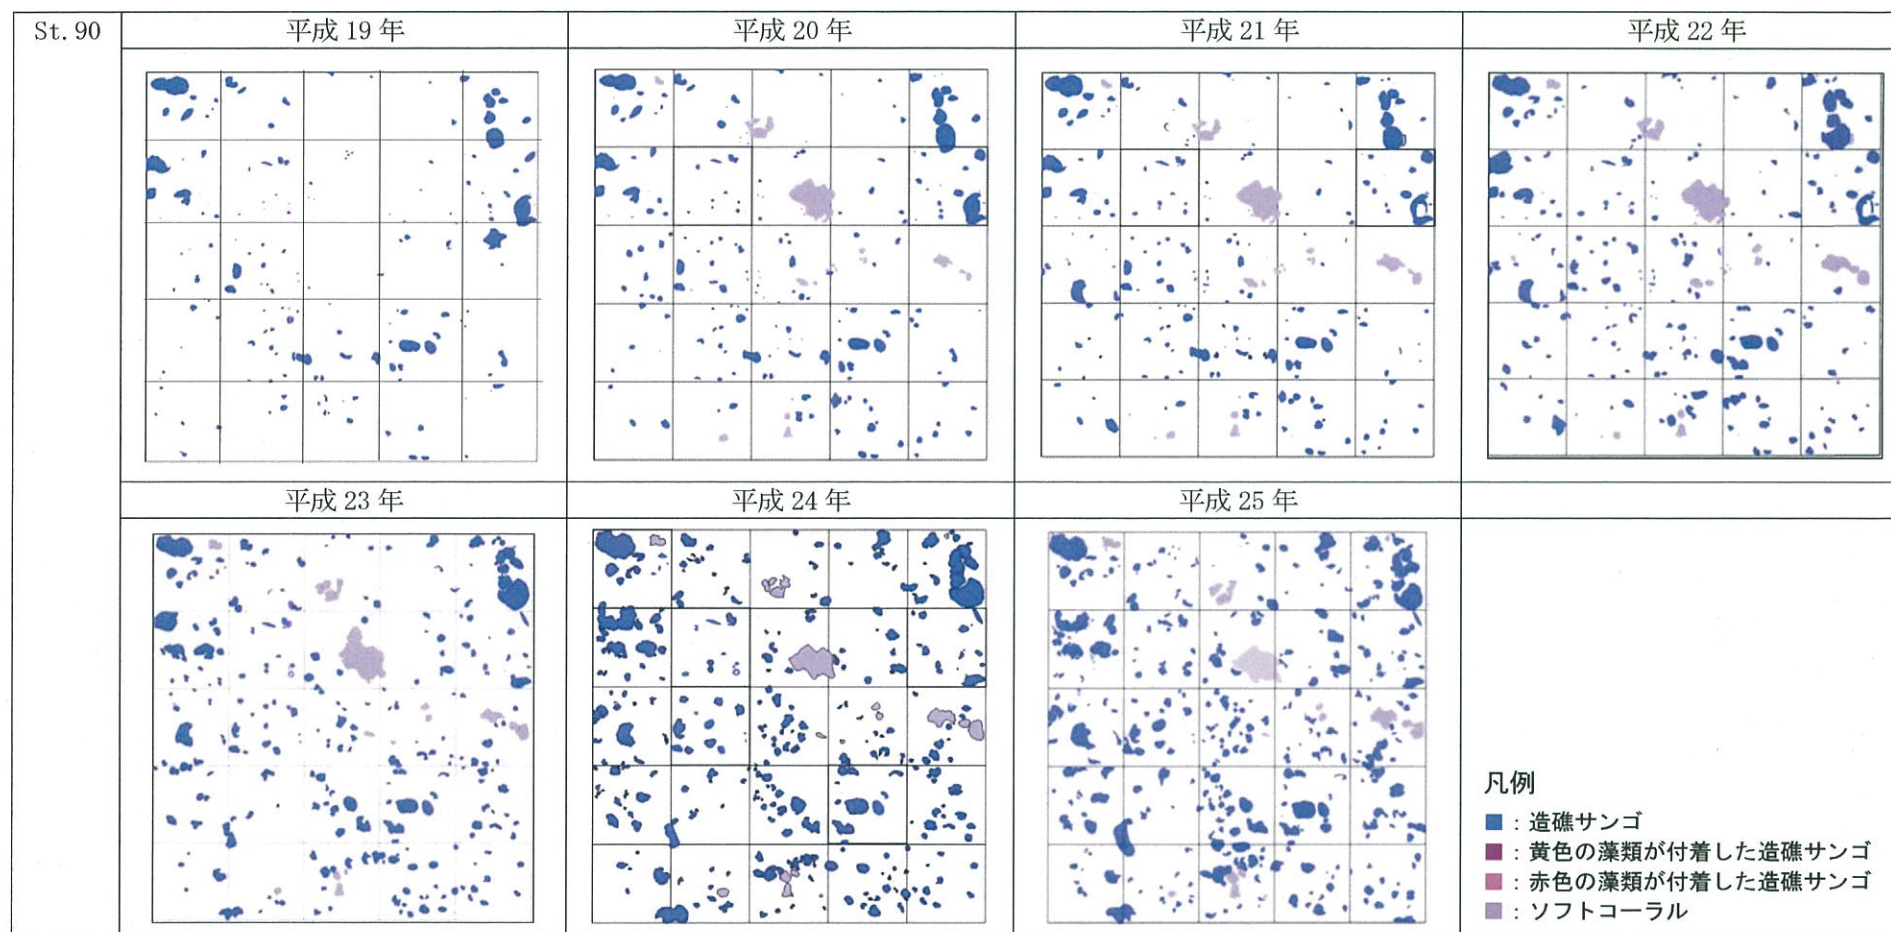 St.90
平成 19 年
平成 20 年
平成 21 年
平成 22 年
平成 23 年
平成 24 年
平成 25 年
凡例
■ : 造礁サンゴ
■ : 黄色の藻類が付着した造礁サンゴ
■ : 赤色の藻類が付着した造礁サンゴ
■ : ソフトコーラル